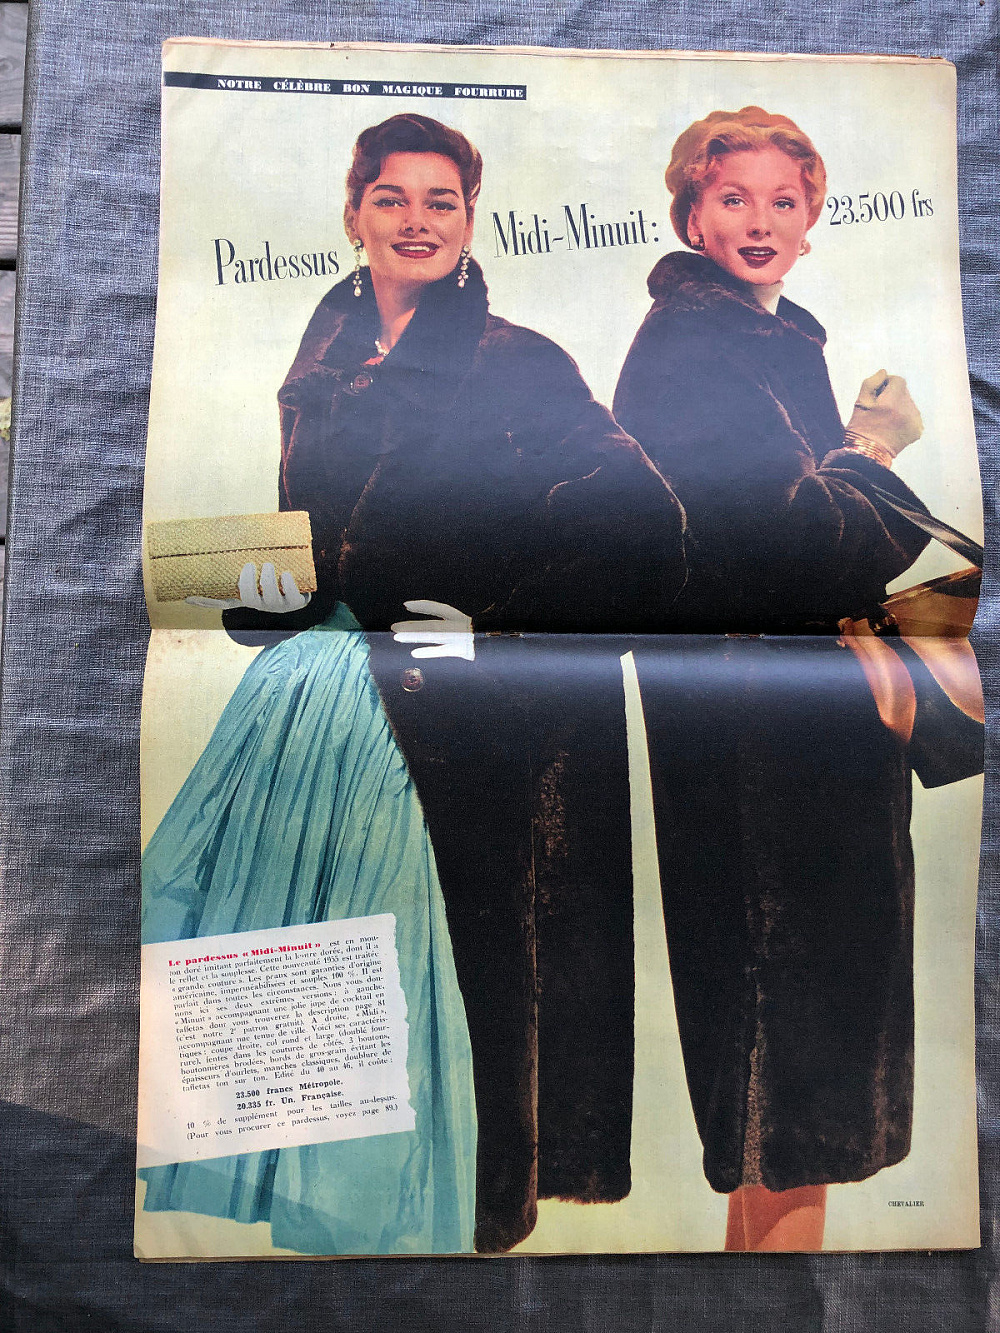 NOTRE CÉLÈBRE BON MAGIQUE FOURRURE
Pardessus Midi-Minuit: 23.500 frs
Le pardessus « Midi-Minuit » est en mou-
ton doré imitant parfaitement la loutre dorée, dont il a
le reflet et la souplesse. Cette nouveauté 1955 est traitée
« grande couture ». Les peaux sont garanties d'origine
américaine, imperméabilisées et souples 100 %. Il est
parfait dans toutes les circonstances. Nous vous don-
nons ici ses deux extrêmes versions : à gauche,
« Minuit » accompagnant une jolie jupe de cocktail en
taffetas dont vous trouverez la description page 81
(c'est notre 2e patron gratuit). A droite, « Midi »,
accompagnant une tenue de ville. Voici ses caractéris-
tiques : coupe droite, col rond et large (doublé four-
rure), fentes dans les coutures de côtés, 3 boutons,
boutonnières brodées, bords de gros-grain évitant les
épaisseurs d'ourlets, manches classiques, doublure de
taffetas ton sur ton. Edité du 40 au 46, il coûte :
23.500 francs Métropole.
20.335 fr. Un. Française.
10 % de supplément pour les tailles au-dessus.
(Pour vous procurer ce pardessus, voyez page 89.)
CHEVALIER